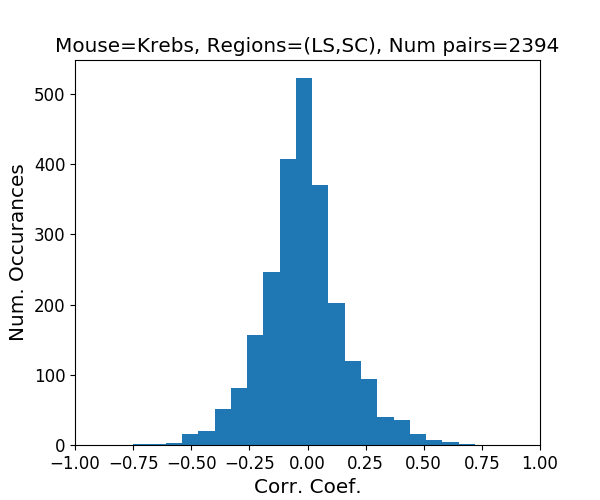 Mouse=Krebs, Regions=(LS,SC), Num pairs=2394
500
400
300
200
100
0
Num. Occurances
−1.00 −0.75 −0.50 −0.25 0.00 0.25 0.50 0.75 1.00
Corr. Coef.